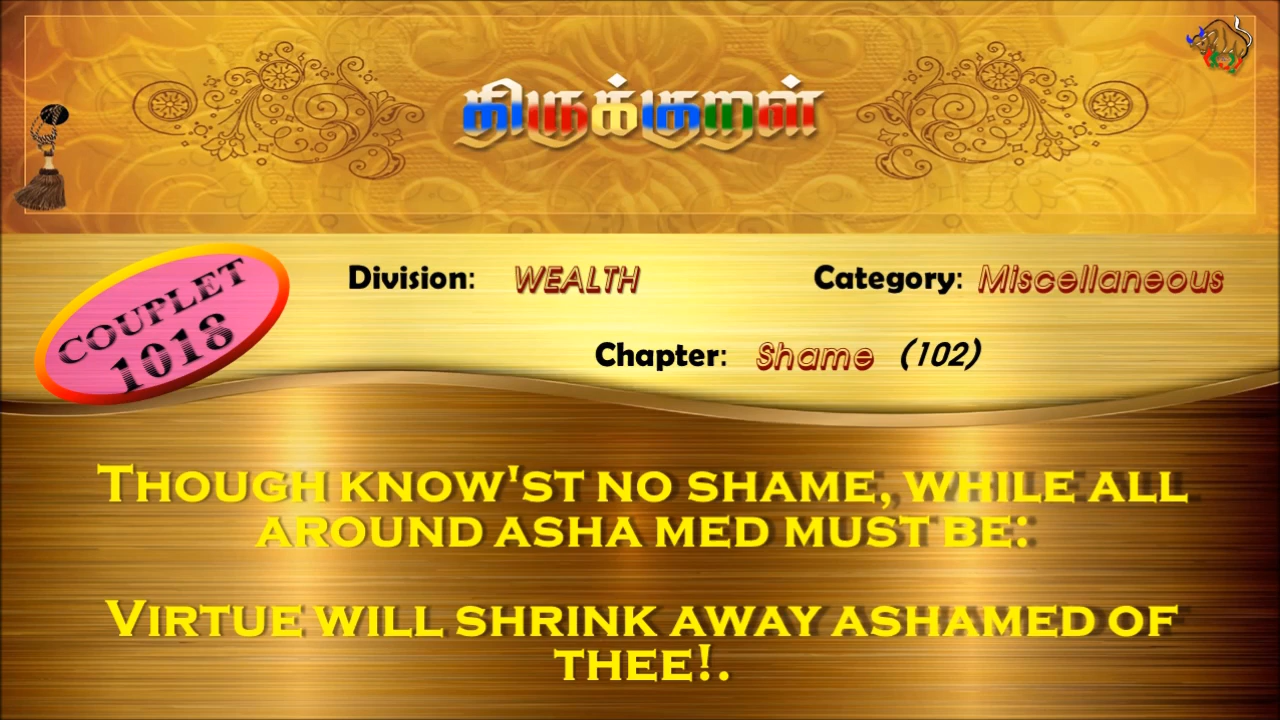 திருக்குறள்
COUPLET
1018
Division: WEALTH Category: Miscellaneous
Chapter: Shame (102)
THOUGH KNOW'ST NO SHAME, WHILE ALL
AROUND ASHA MED MUST BE:
VIRTUE WILL SHRINK AWAY ASHAMED OF
THEE!.